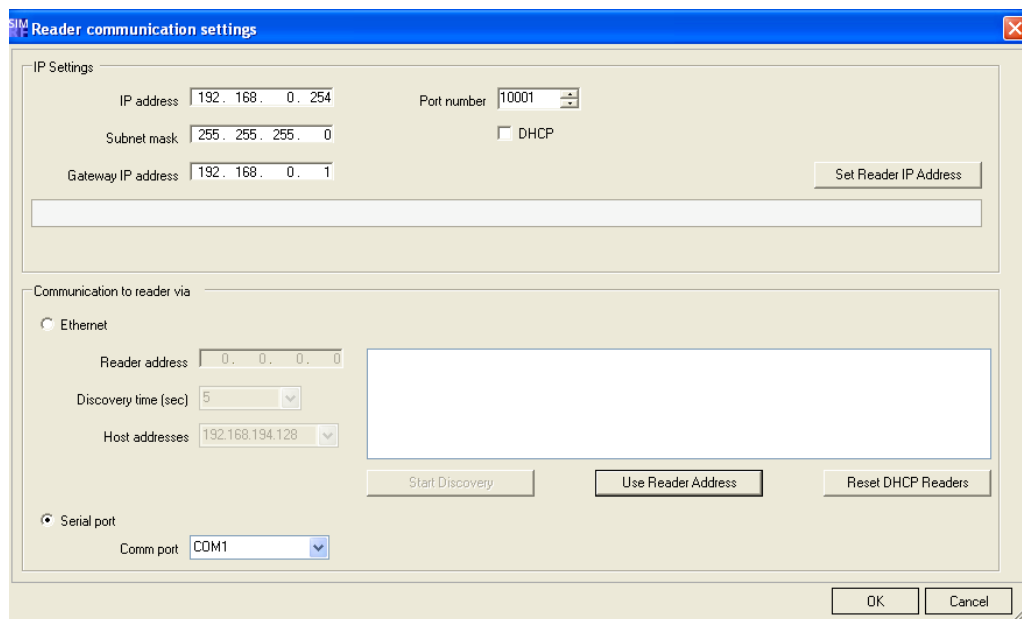 SIM
RE
Reader communication settings
IP Settings
IP address 192. 168. 0. 254 Port number 10001
Subnet mask 255. 255. 255. 0 DHCP
Gateway IP address 192. 168. 0. 1 Set Reader IP Address
Communication to reader via
Ethernet
Reader address 0. 0. 0. 0
Discovery time (sec) 5
Host addresses 192.168.194.128
Start Discovery Use Reader Address Reset DHCP Readers
Serial port
Comm port COM1
OK Cancel